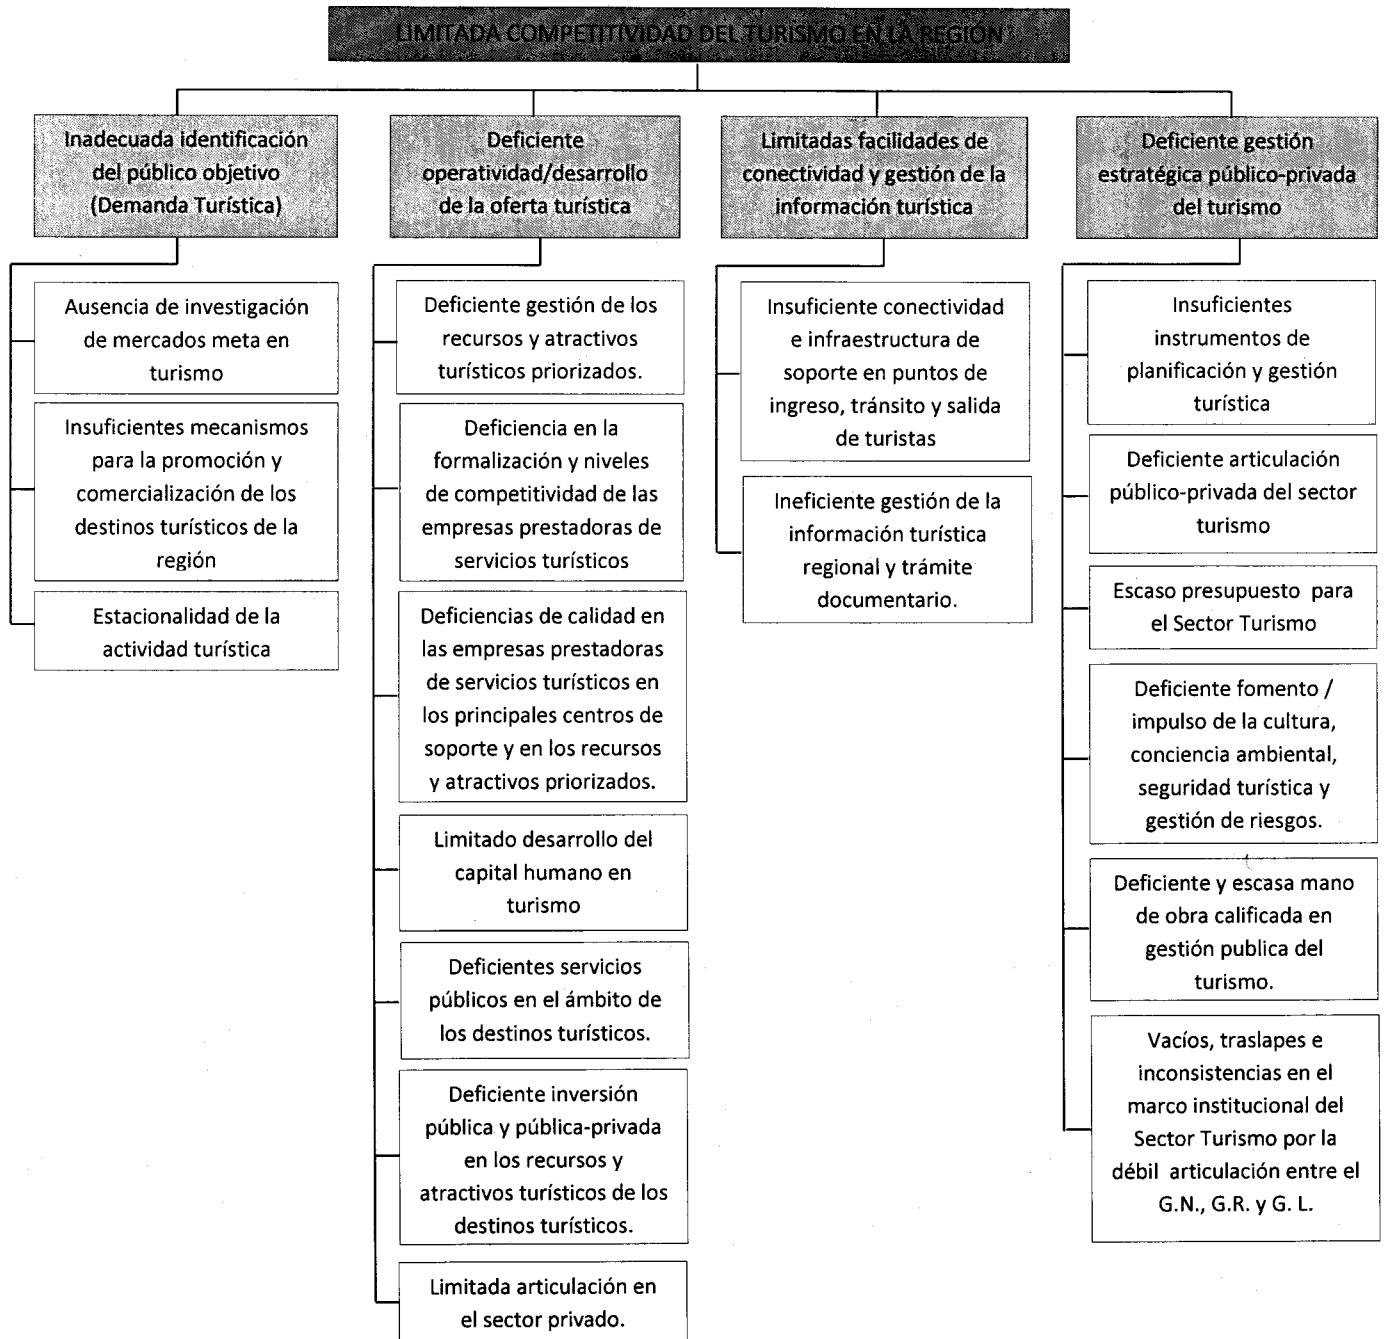 LIMITADA COMPETITIVIDAD DEL TURISMO EN LA REGIÓN
Inadecuada identificación
del público objetivo
(Demanda Turística)
Ausencia de investigación
de mercados meta en
turismo
Insuficientes mecanismos
para la promoción y
comercialización de los
destinos turísticos de la
región
Estacionalidad de la
actividad turística
Deficiente
operatividad/desarrollo
de la oferta turística
Deficiente gestión de los
recursos y atractivos
turísticos priorizados.
Deficiencia en la
formalización y niveles
de competitividad de las
empresas prestadoras de
servicios turísticos
Deficiencias de calidad en
las empresas prestadoras
de servicios turísticos en
los principales centros de
soporte y en los recursos
y atractivos priorizados.
Limitado desarrollo del
capital humano en
turismo
Deficientes servicios
públicos en el ámbito de
los destinos turísticos.
Deficiente inversión
pública y pública-privada
en los recursos y
atractivos turísticos de los
destinos turísticos.
Limitada articulación en
el sector privado.
Limitadas facilidades de
conectividad y gestión de la
información turística
Insuficiente conectividad
e infraestructura de
soporte en puntos de
ingreso, tránsito y salida
de turistas
Ineficiente gestión de la
información turística
regional y trámite
documentario.
Deficiente gestión
estratégica público-privada
del turismo
Insuficientes
instrumentos de
planificación y gestión
turística
Deficiente articulación
público-privada del sector
turismo
Escaso presupuesto para
el Sector Turismo
Deficiente fomento /
impulso de la cultura,
conciencia ambiental,
seguridad turística y
gestión de riesgos.
Deficiente y escasa mano
de obra calificada en
gestión publica del
turismo.
Vacíos, traslapes e
inconsistencias en el
marco institucional del
Sector Turismo por la
débil articulación entre el
G.N., G.R. y G. L.